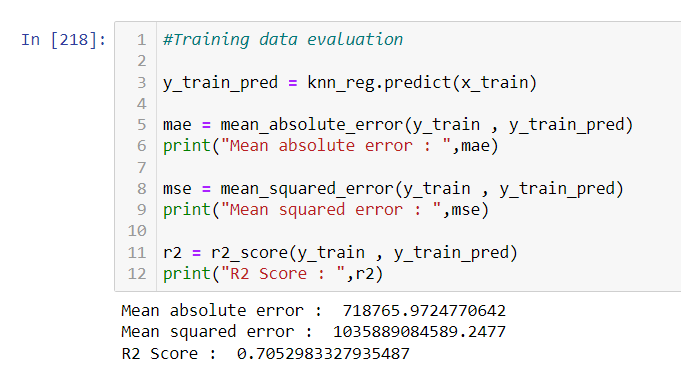 In [218]:
1 #Training data evaluation
2
3 y_train_pred = knn_reg.predict(x_train)
4
5 mae = mean_absolute_error(y_train , y_train_pred)
6 print("Mean absolute error : ",mae)
7
8 mse = mean_squared_error(y_train , y_train_pred)
9 print("Mean squared error : ",mse)
10
11 r2 = r2_score(y_train , y_train_pred)
12 print("R2 Score : ",r2)
Mean absolute error :  718765.9724770642
Mean squared error :  1035889084589.2477
R2 Score :  0.7052983327935487